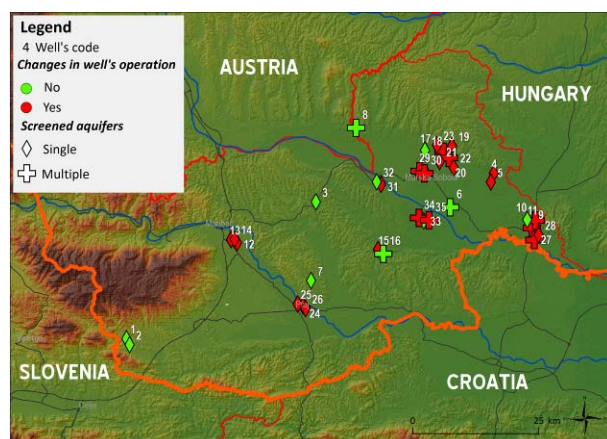 Legend
4 Well's code
Changes in well's operation
No
Yes
Screened aquifers
Single
Multiple
AUSTRIA
HUNGARY
8
17 18 23 19
21
22
29 30
20
4
5
32
31
3
6
34 35
33
10 11 9
28
27
13 14
12
15 16
7
25
26
24
1 2
SLOVENIA
CROATIA
0 25 km